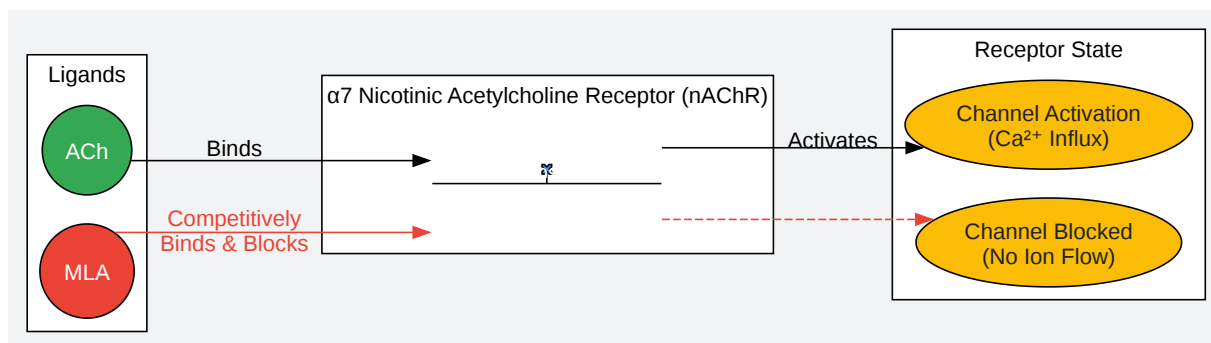 Ligands
ACh
MLA
Binds
Competitively
Binds & Blocks
α7 Nicotinic Acetylcholine Receptor (nAChR)
Activates
Receptor State
Channel Activation
(Ca²⁺ Influx)
Channel Blocked
(No Ion Flow)